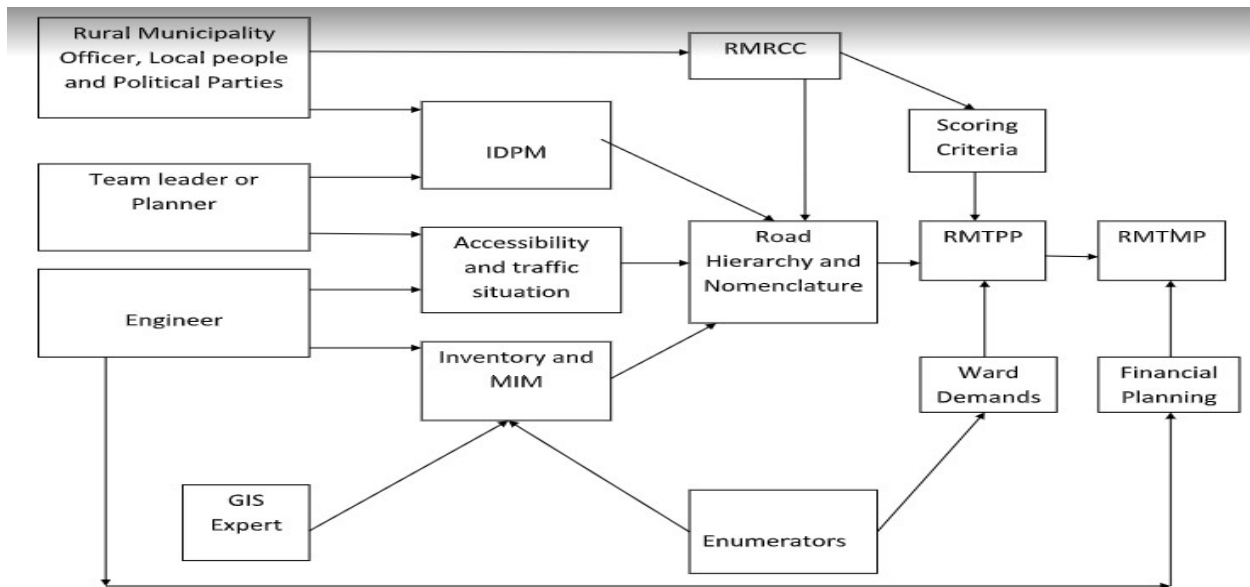 Rural Municipality
Officer, Local people
and Political Parties
RMRCC
Scoring
Criteria
IDPM
Team leader or
Planner
Accessibility
and traffic
situation
Road
Hierarchy and
Nomenclature
RMTPP
RMTMP
Engineer
Inventory and
MIM
Ward
Demands
Financial
Planning
GIS
Expert
Enumerators